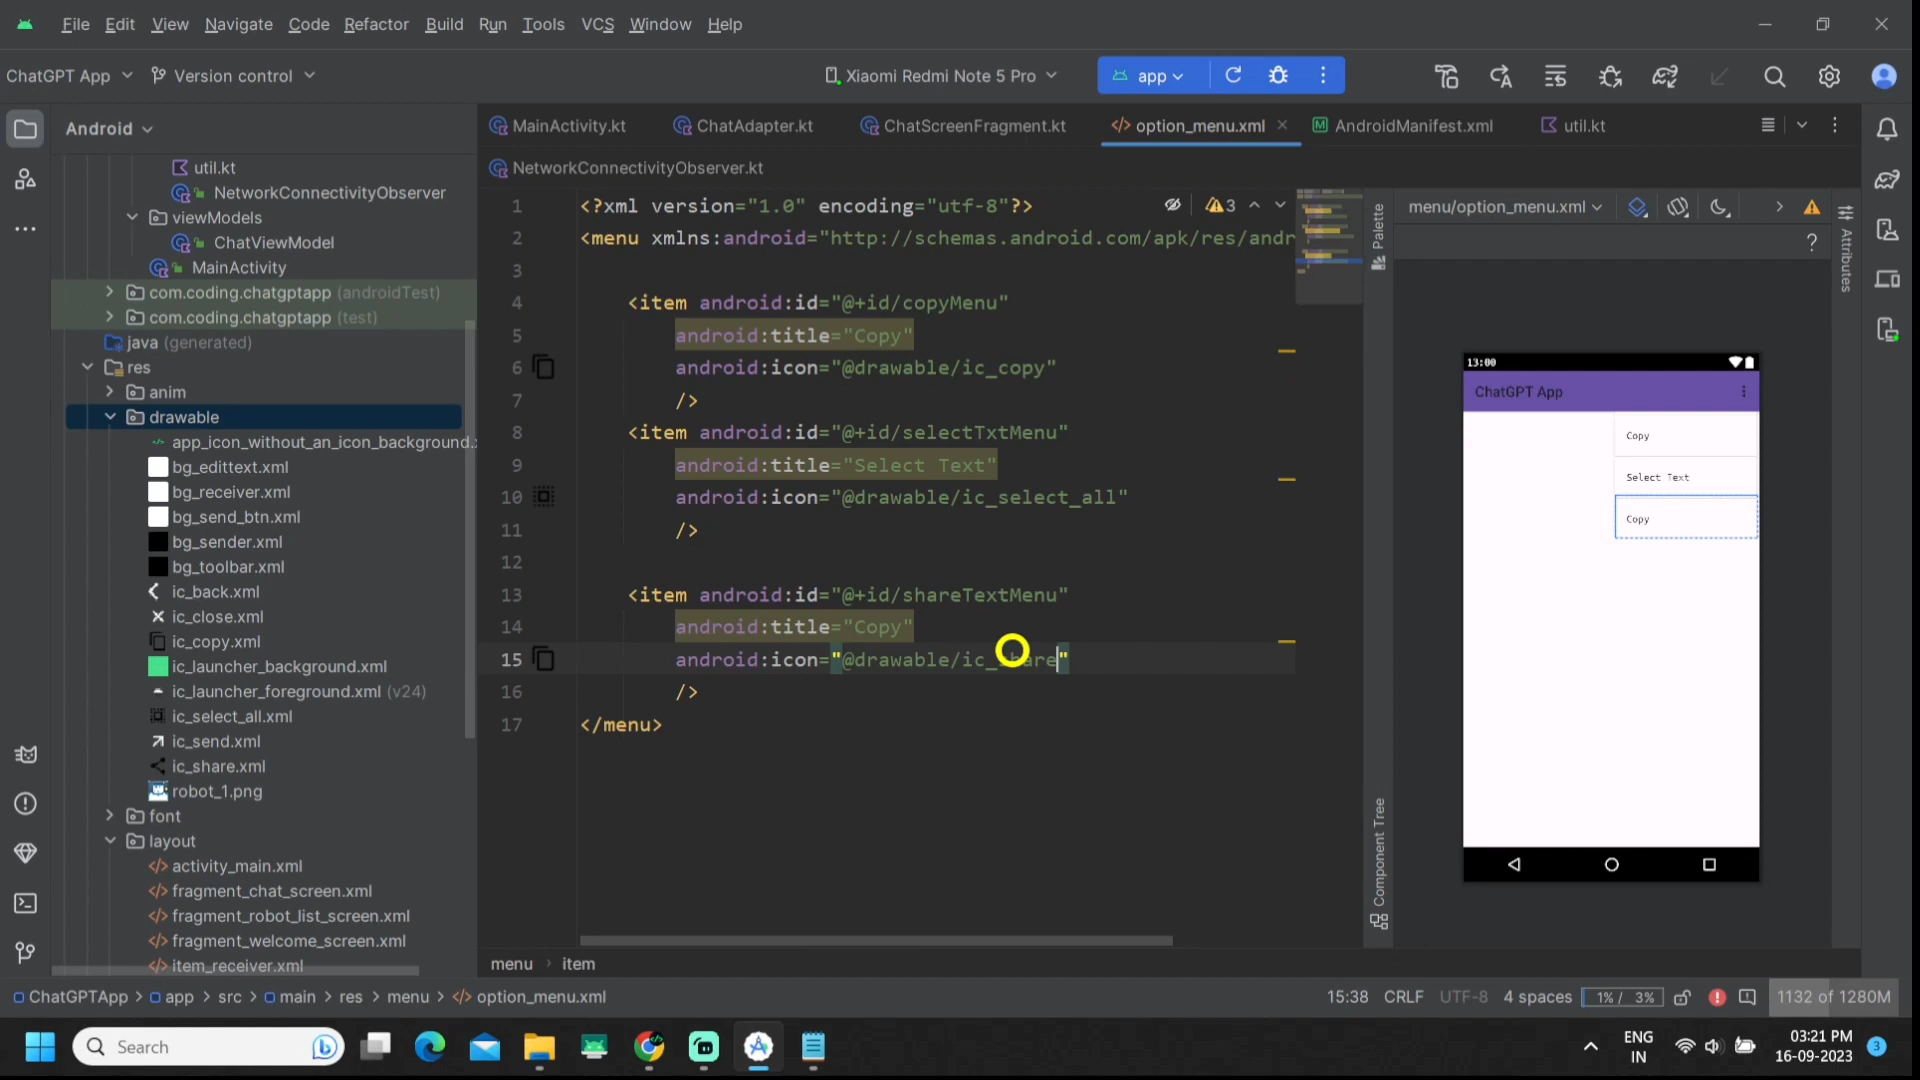 File Edit View Navigate Code Refactor Build Run Tools VCS Window Help
ChatGPT App Version control Xiaomi Redmi Note 5 Pro app
Android
MainActivity.kt ChatAdapter.kt ChatScreenFragment.kt option_menu.xml AndroidManifest.xml util.kt
NetworkConnectivityObserver.kt
util.kt
NetworkConnectivityObserver
viewModels
ChatViewModel
MainActivity
com.coding.chatgptapp (androidTest)
com.coding.chatgptapp (test)
java (generated)
res
anim
drawable
app_icon_without_an_icon_background.
bg_edittext.xml
bg_receiver.xml
bg_send_btn.xml
bg_sender.xml
bg_toolbar.xml
ic_back.xml
ic_close.xml
ic_copy.xml
ic_launcher_background.xml
ic_launcher_foreground.xml (v24)
ic_select_all.xml
ic_send.xml
ic_share.xml
robot_1.png
font
layout
activity_main.xml
fragment_chat_screen.xml
fragment_robot_list_screen.xml
fragment_welcome_screen.xml
item_receiver.xml
1 <?xml version="1.0" encoding="utf-8"?>
2 <menu xmlns:android="http://schemas.android.com/apk/res/andr
3
4 <item android:id="@+id/copyMenu"
5 android:title="Copy"
6 android:icon="@drawable/ic_copy"
7 />
8 <item android:id="@+id/selectTxtMenu"
9 android:title="Select Text"
10 android:icon="@drawable/ic_select_all"
11 />
12
13 <item android:id="@+id/shareTextMenu"
14 android:title="Copy"
15 android:icon="@drawable/ic_share"
16 />
17 </menu>
3
Palette
Component Tree
menu/option_menu.xml
?
Attributes
13:00
ChatGPT App
Copy
Select Text
Copy
menu > item
ChatGPTApp > app > src > main > res > menu > option_menu.xml
15:38 CRLF UTF-8 4 spaces 1% / 3% 1132 of 1280M
Search
ENG
IN
03:21 PM
16-09-2023
3